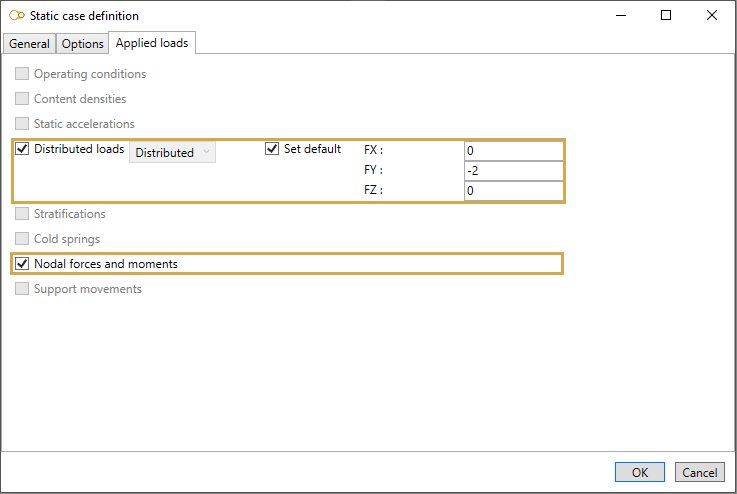 Static case definition
General Options Applied loads
Operating conditions
Content densities
Static accelerations
Distributed loads Distributed Set default FX : 0
FY : -2
FZ : 0
Stratifications
Cold springs
Nodal forces and moments
Support movements
OK Cancel